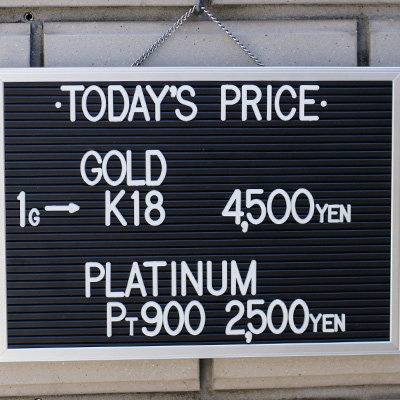 ·TODAY'S PRICE·
GOLD
1G→ K18 4,500YEN
PLATINUM
PT900 2,500YEN